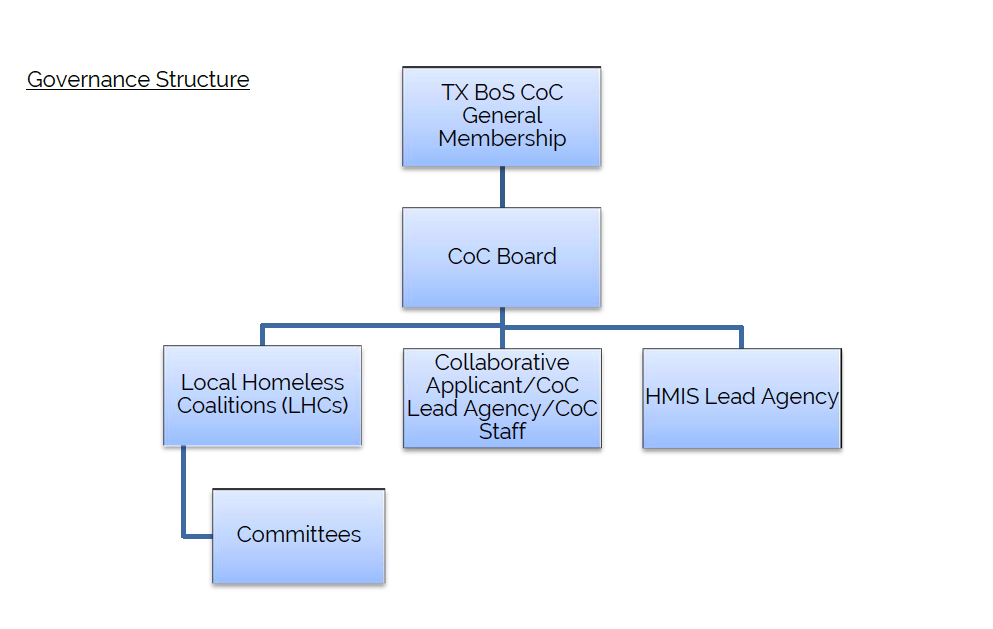 Governance Structure
TX BoS CoC
General
Membership
CoC Board
Local Homeless
Coalitions (LHCs)
Collaborative
Applicant/CoC
Lead Agency/CoC
Staff
HMIS Lead Agency
Committees